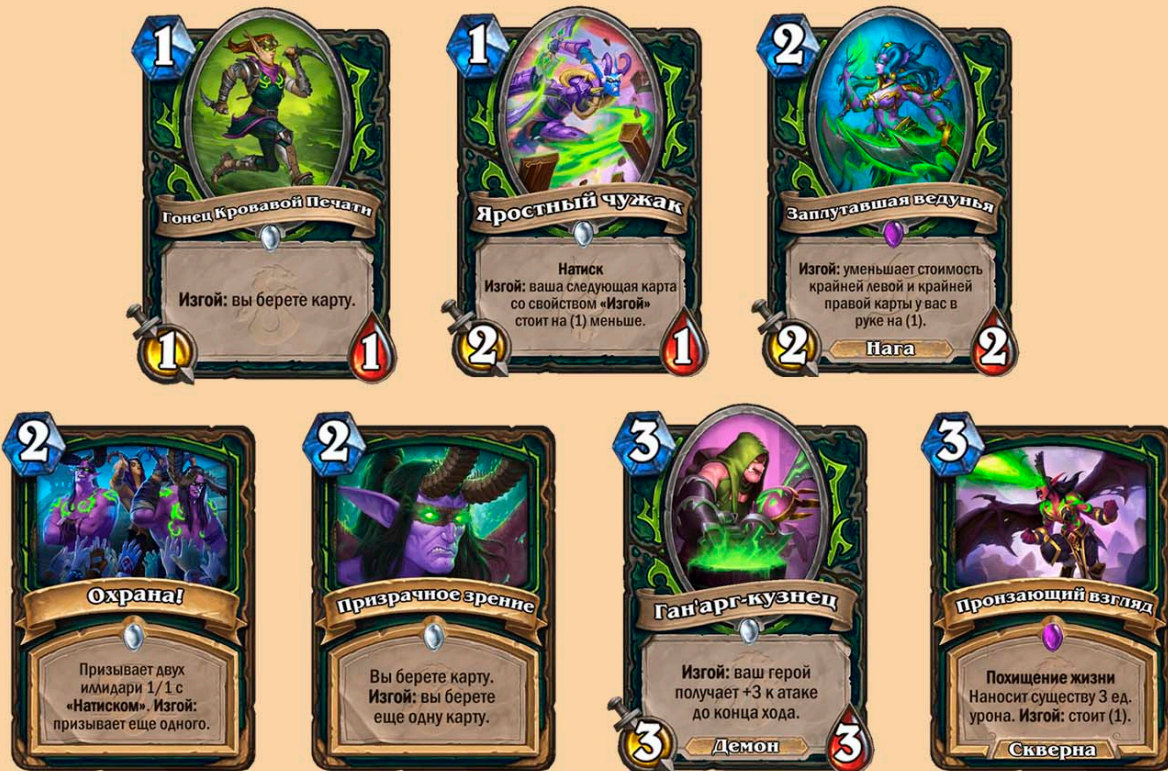 1
Гонец Кровавой Печати
Изгой: вы берете карту.
1
1
1
Яростный чужак
Натиск
Изгой: ваша следующая карта
со свойством «Изгой»
стоит на (1) меньше.
2
1
2
Заплутавшая ведунья
Изгой: уменьшает стоимость
крайней левой и крайней
правой карты у вас в
руке на (1).
2
Нага
2
2
Охрана!
Призывает двух
иллидари 1/1 с
«Натиском». Изгой:
призывает еще одного.
2
Призрачное зрение
Вы берете карту.
Изгой: вы берете
еще одну карту.
3
Ган'арг-кузнец
Изгой: ваш герой
получает +3 к атаке
до конца хода.
3
Демон
3
3
Пронзающий взгляд
Похищение жизни
Наносит существу 3 ед.
урона. Изгой: стоит (1).
Скверна